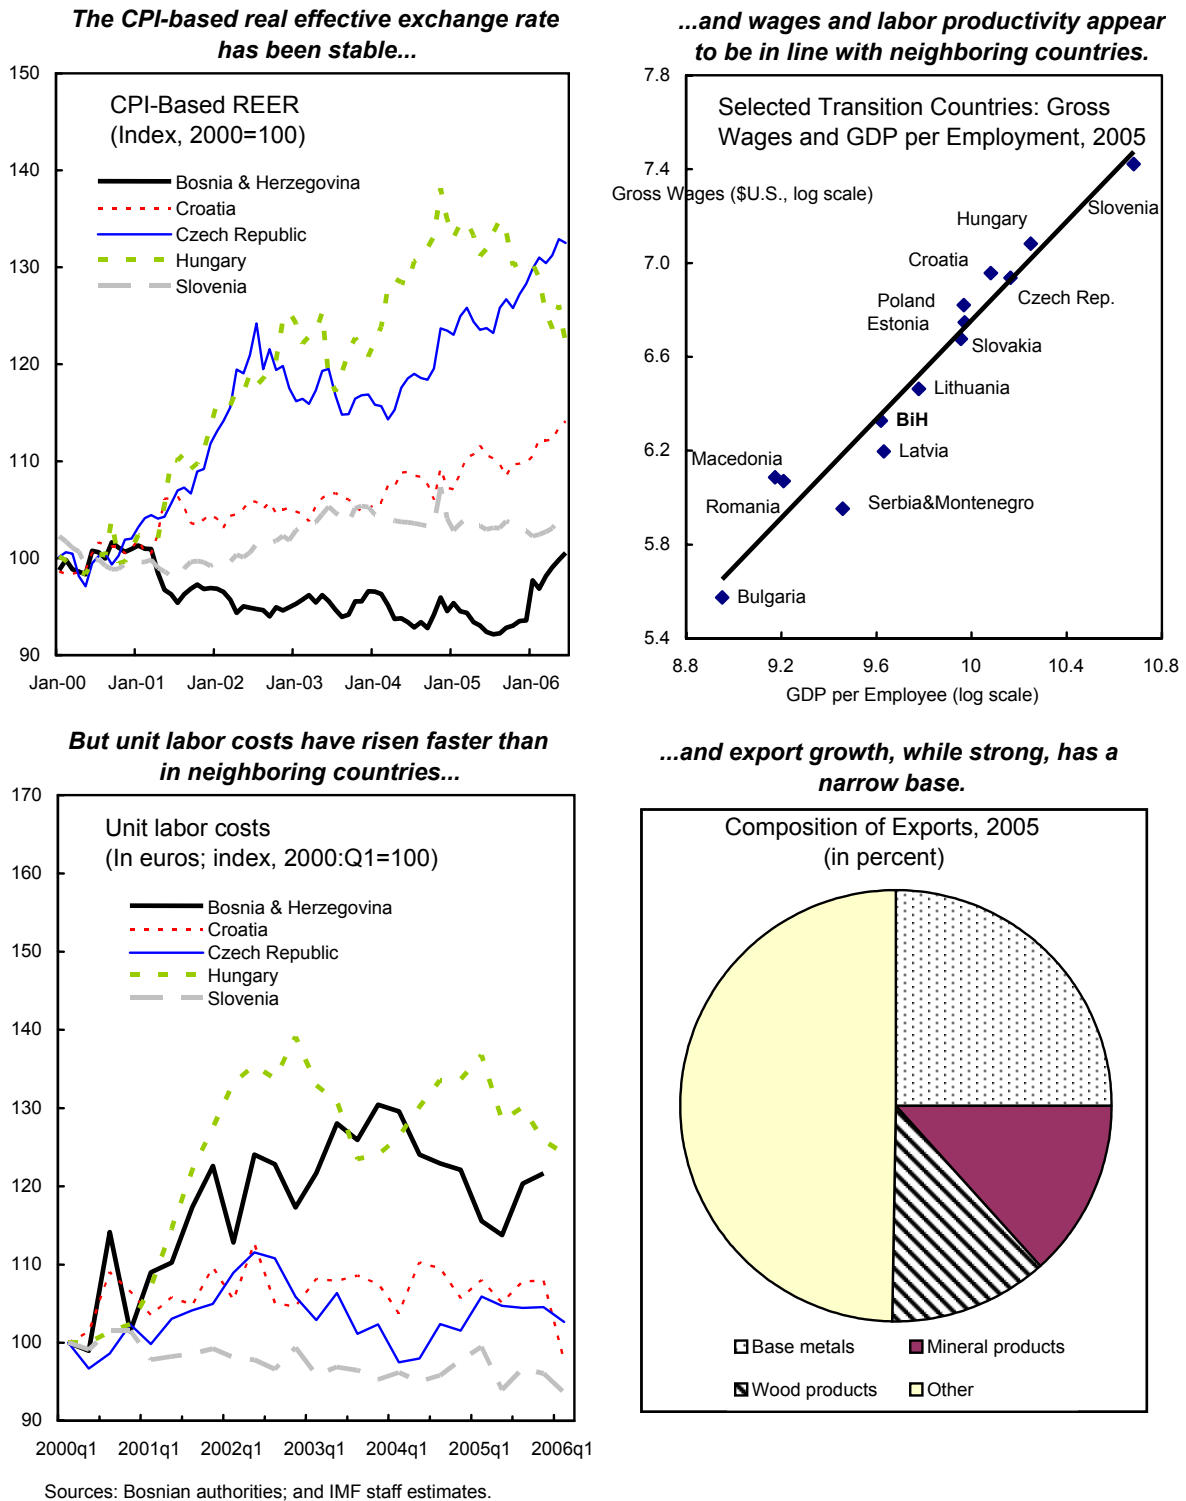 The CPI-based real effective exchange rate
has been stable...
150
140
130
120
110
100
90
CPI-Based REER
(Index, 2000=100)
Bosnia & Herzegovina
Croatia
Czech Republic
Hungary
Slovenia
Jan-00 Jan-01 Jan-02 Jan-03 Jan-04 Jan-05 Jan-06
...and wages and labor productivity appear
to be in line with neighboring countries.
7.8
7.4
7.0
6.6
6.2
5.8
5.4
Selected Transition Countries: Gross
Wages and GDP per Employment, 2005
Gross Wages ($U.S., log scale)
Slovenia
Hungary
Croatia
Czech Rep.
Poland
Estonia
Slovakia
Lithuania
BiH
Latvia
Macedonia
Romania
Serbia&Montenegro
Bulgaria
8.8 9.2 9.6 10 10.4 10.8
GDP per Employee (log scale)
But unit labor costs have risen faster than
in neighboring countries...
170
160
150
140
130
120
110
100
90
Unit labor costs
(In euros; index, 2000:Q1=100)
Bosnia & Herzegovina
Croatia
Czech Republic
Hungary
Slovenia
2000q1 2001q1 2002q1 2003q1 2004q1 2005q1 2006q1
...and export growth, while strong, has a
narrow base.
Composition of Exports, 2005
(in percent)
Base metals Mineral products
Wood products Other
Sources: Bosnian authorities; and IMF staff estimates.